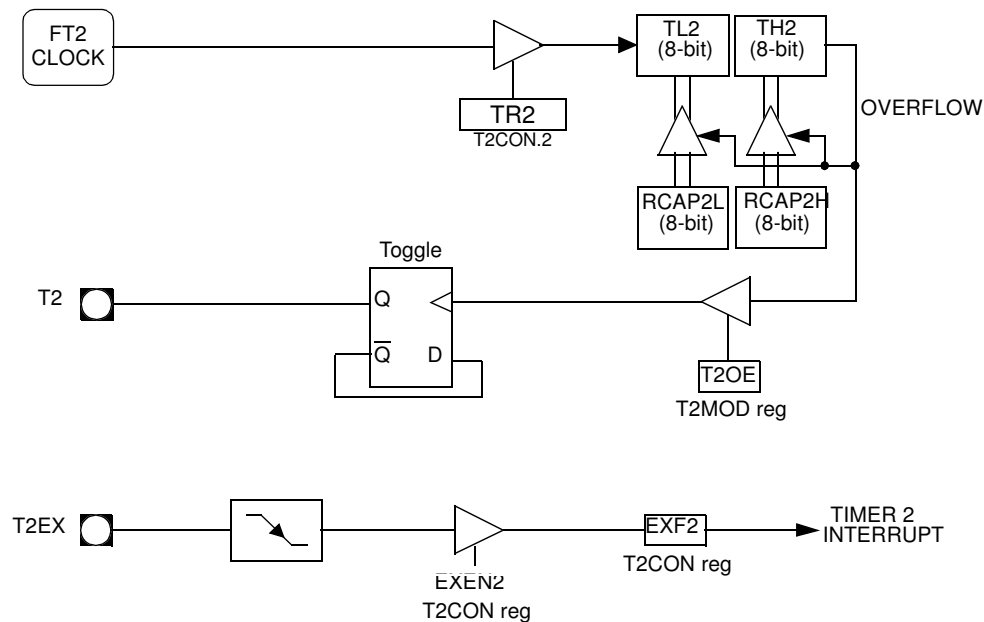 FT2
CLOCK
TR2
T2CON.2
TL2
(8-bit)
TH2
(8-bit)
OVERFLOW
RCAP2L
(8-bit)
RCAP2H
(8-bit)
Toggle
T2
Q
Q
D
T2OE
T2MOD reg
T2EX
EXEN2
T2CON reg
EXF2
T2CON reg
TIMER 2
INTERRUPT